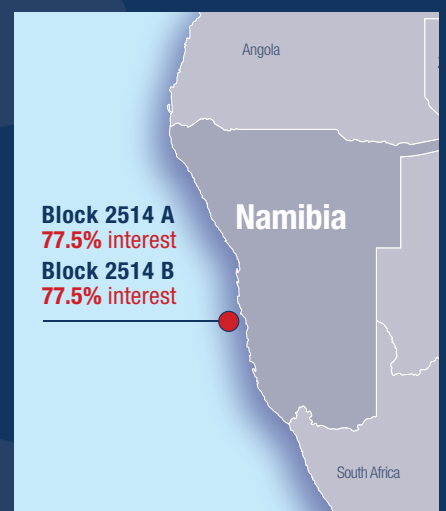 Angola
Block 2514 A
77.5% interest
Namibia
Block 2514 B
77.5% interest
South Africa